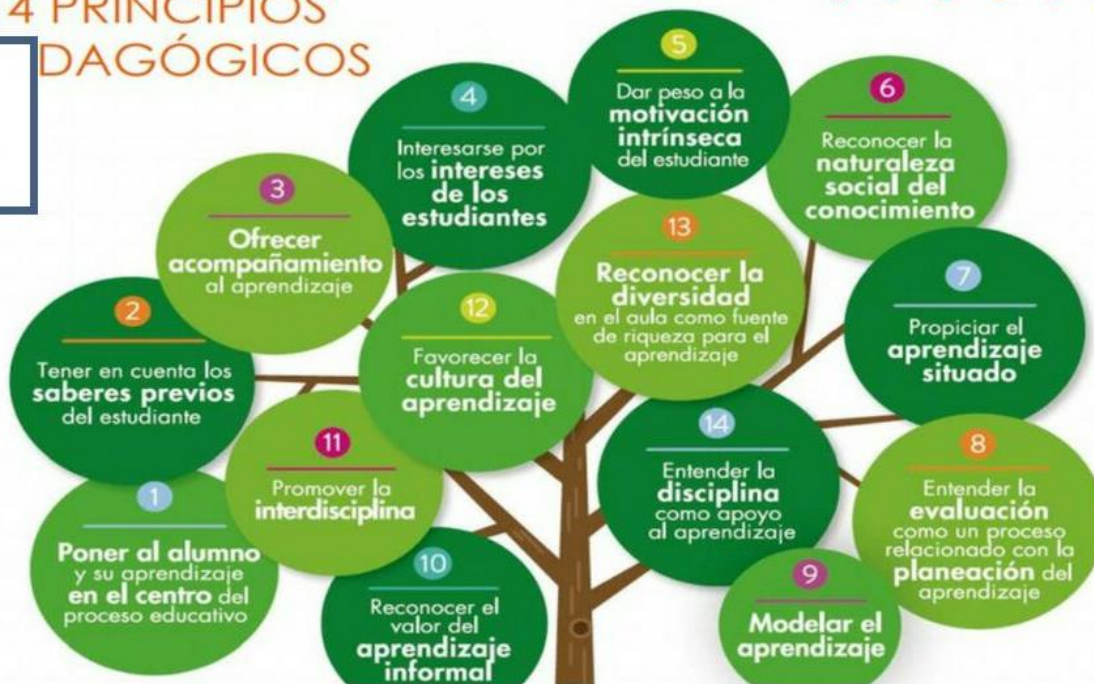 4 PRINCIPIOS
DAGÓGICOS
1
Poner al alumno
y su aprendizaje
en el centro del
proceso educativo
2
Tener en cuenta los
saberes previos
del estudiante
3
Ofrecer
acompañamiento
al aprendizaje
4
Interesarse por
los intereses
de los
estudiantes
5
Dar peso a la
motivación
intrínseca
del estudiante
6
Reconocer la
naturaleza
social del
conocimiento
7
Propiciar el
aprendizaje
situado
8
Entender la
evaluación
como un proceso
relacionado con la
planeación del
aprendizaje
9
Modelar el
aprendizaje
10
Reconocer el
valor del
aprendizaje
informal
11
Promover la
interdisciplina
12
Favorecer la
cultura del
aprendizaje
13
Reconocer la
diversidad
en el aula como fuente
de riqueza para el
aprendizaje
14
Entender la
disciplina
como apoyo
al aprendizaje